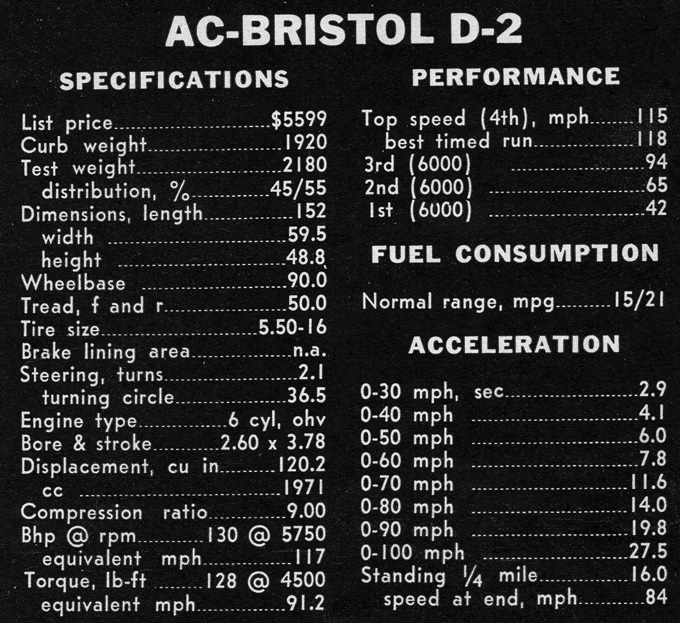 AC-BRISTOL D-2
SPECIFICATIONS
List price $5599
Curb weight 1920
Test weight 2180
distribution, % 45/55
Dimensions, length 152
width 59.5
height 48.8
Wheelbase 90.0
Tread, f and r 50.0
Tire size 5.50-16
Brake lining area n.a.
Steering, turns 2.1
turning circle 36.5
Engine type 6 cyl, ohv
Bore & stroke 2.60 x 3.78
Displacement, cu in 120.2
cc 1971
Compression ratio 9.00
Bhp @ rpm 130 @ 5750
equivalent mph 117
Torque, lb-ft 128 @ 4500
equivalent mph 91.2
PERFORMANCE
Top speed (4th), mph 115
best timed run 118
3rd (6000) 94
2nd (6000) 65
1st (6000) 42
FUEL CONSUMPTION
Normal range, mpg 15/21
ACCELERATION
0-30 mph, sec 2.9
0-40 mph 4.1
0-50 mph 6.0
0-60 mph 7.8
0-70 mph 11.6
0-80 mph 14.0
0-90 mph 19.8
0-100 mph 27.5
Standing ¼ mile 16.0
speed at end, mph 84